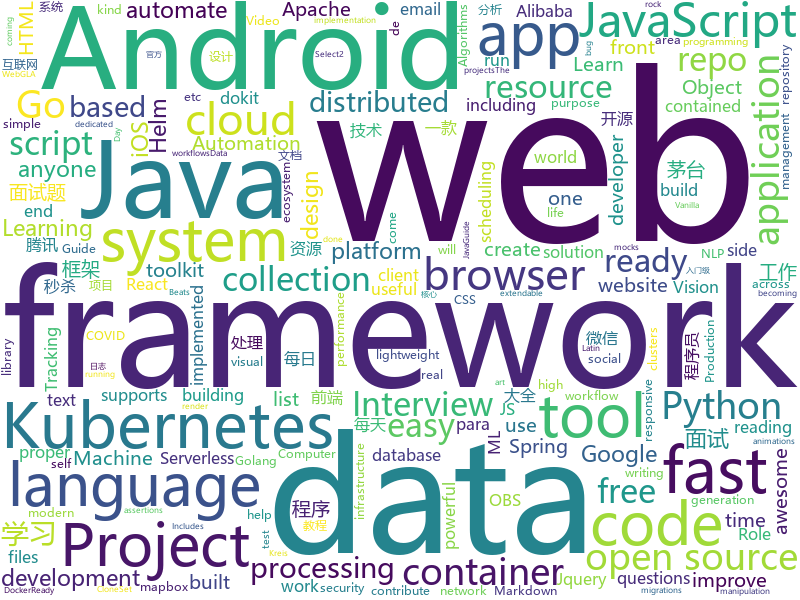 系统 kind automate Apache Alibaba JavaScript
de email app
HTML Android Video Algorithms run Learn front area programming
互联网 coming Select2 dokit repo 分析 设计 官方
WebGLA Go based Helm distributed resource Object contained repository
rock bug
simple etc including purpose 开源 management
script iOS cloud 技术 一款 developer application
projectsThe dedicated Day workflowsData 文档
anyone Java Automation web world 茅台 build
面试题 end design ecosystem scheduling one life Vanilla
Learning 腾讯 Guide 资源 platform create solution will done JavaGuide NLP side mocks
框架 system toolkit come client useful website ready 工作
秒杀 React 项目 library COVID Tracking implemented collection browser CSS Vision across becoming
日志 Beats 核心 入门级 extendable
处理 visual 每日 performance lightweight real social 微信 程序员 Production clusters
framework
running Kubernetes text supports building list 前端 responsive workflow
大全 high JS Latin
Interview para use Spring tool Python
学习 proper self ML Machine Serverless 每天 easy Golang database Google 面试 reading
language data OBS powerful free fast awesome
程序 教程 Computer render infrastructure test art
files modern assertions
Project processing container time Role code
generation animations writing
development built help Includes work security contribute network Markdown mapbox Jquery questions improve open source
DockerReady CloneSet migrations Kreis implementation manipulation